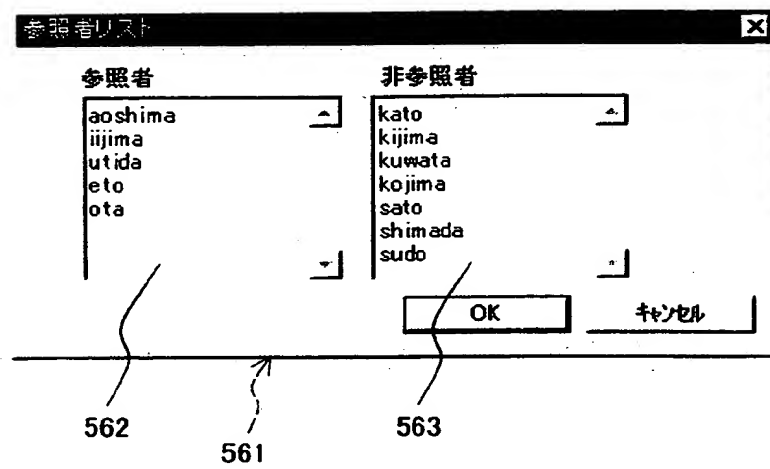 参照者リスト
参照者
非参照者
aoshima
iijima
utida
eto
ota
kato
kijima
kuwata
kojima
sato
shimada
sudo
OK
キャンセル
562
561
563